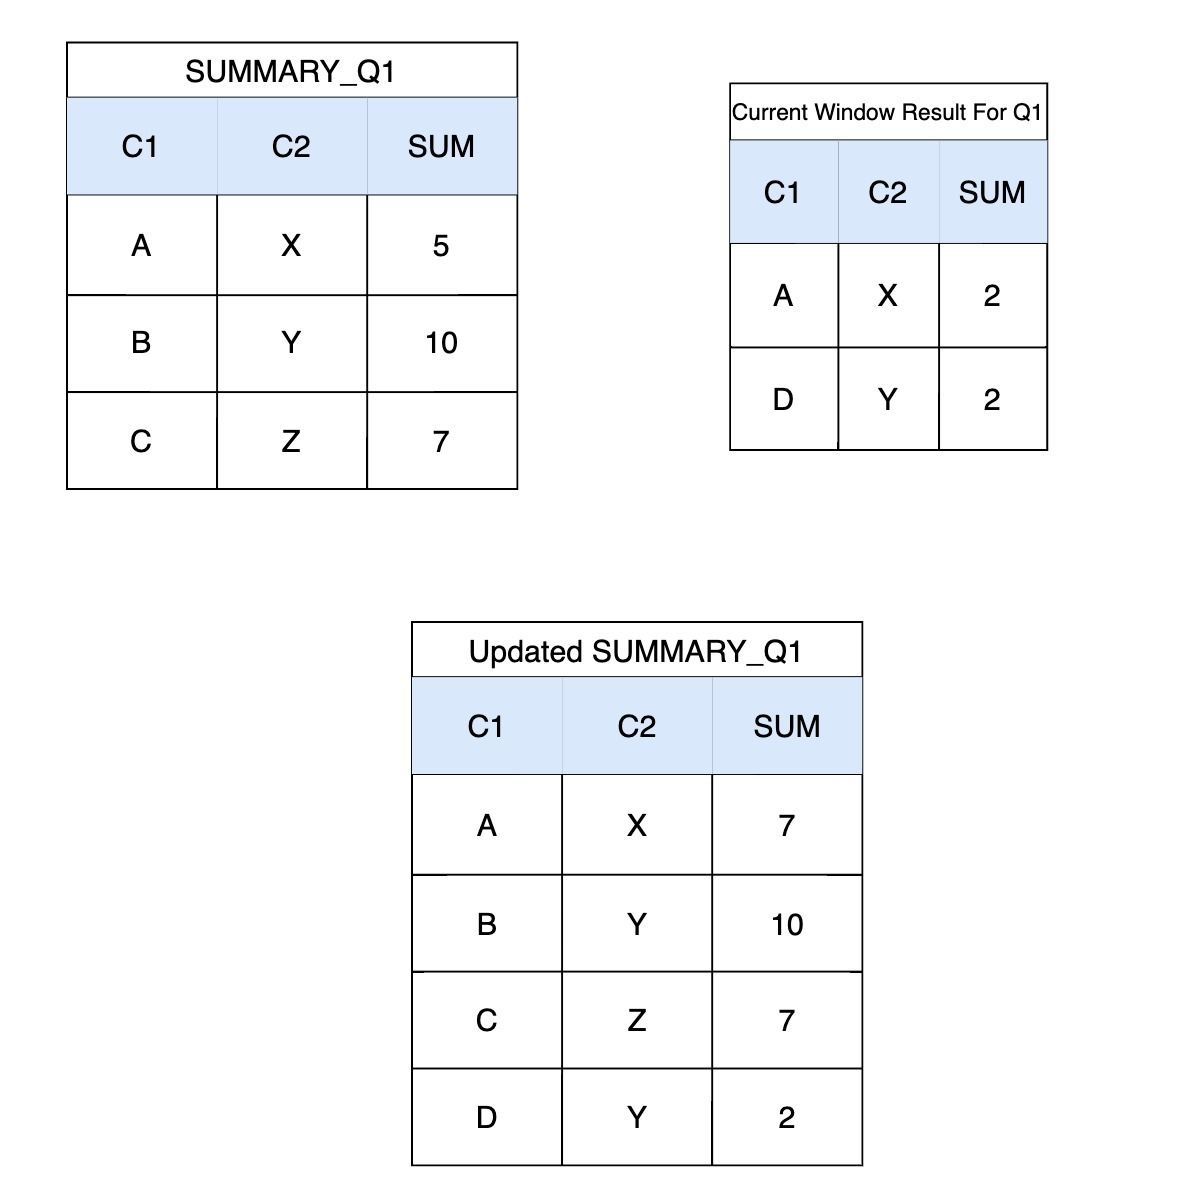 SUMMARY_Q1
C1 C2 SUM
A X 5
B Y 10
C Z 7
Current Window Result For Q1
C1 C2 SUM
A X 2
D Y 2
Updated SUMMARY_Q1
C1 C2 SUM
A X 7
B Y 10
C Z 7
D Y 2